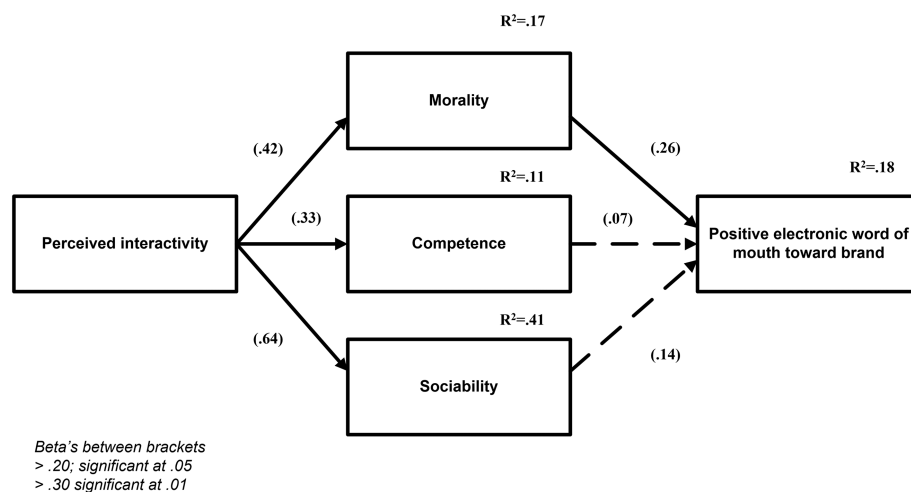 R²=.17
Morality
(.42)
(.26)
R²=.11
R²=.18
Perceived interactivity
(.33)
Competence
(.07)
Positive electronic word of
mouth toward brand
R²=.41
(.64)
Sociability
(.14)
Beta's between brackets
> .20; significant at .05
> .30 significant at .01